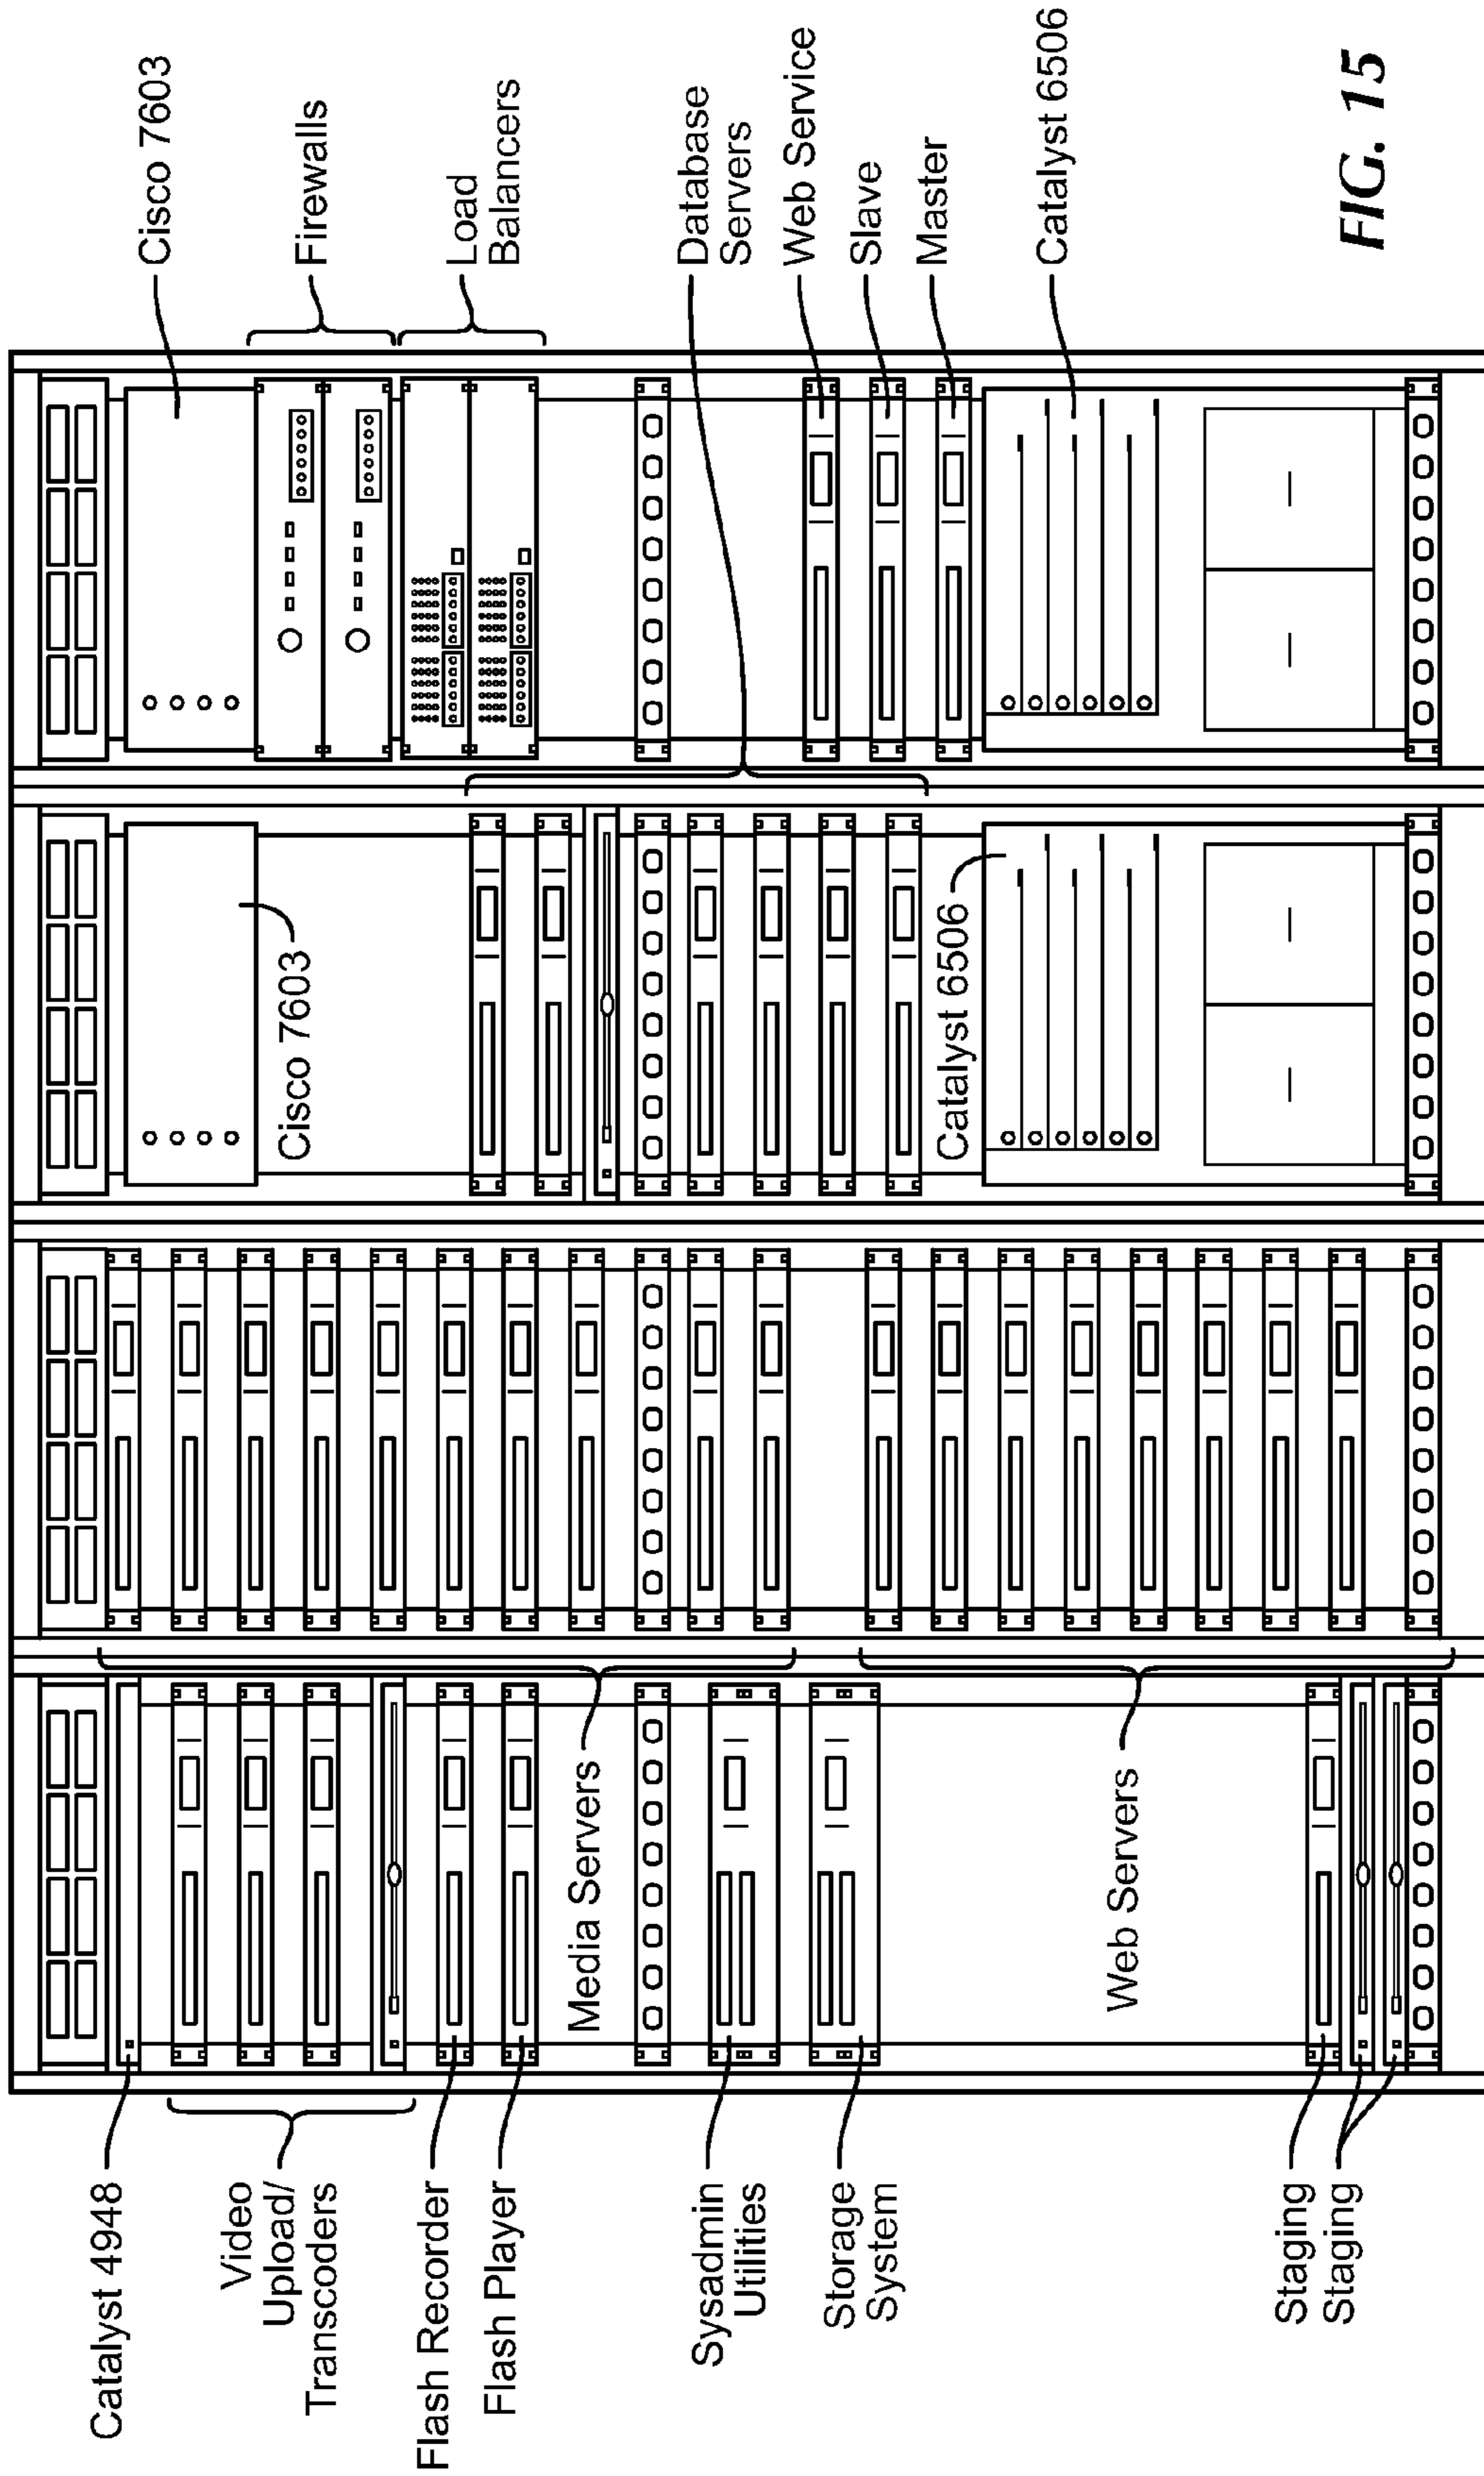 Catalyst 4948
Video
Upload/
Transcoders
Flash Recorder
Flash Player
Sysadmin
Utilities
Storage
System
Staging
Staging
Media Servers
Web Servers
Cisco 7603
Catalyst 6506
Cisco 7603
Firewalls
Load
Balancers
Database
Servers
Web Service
Slave
Master
Catalyst 6506
FIG. 15